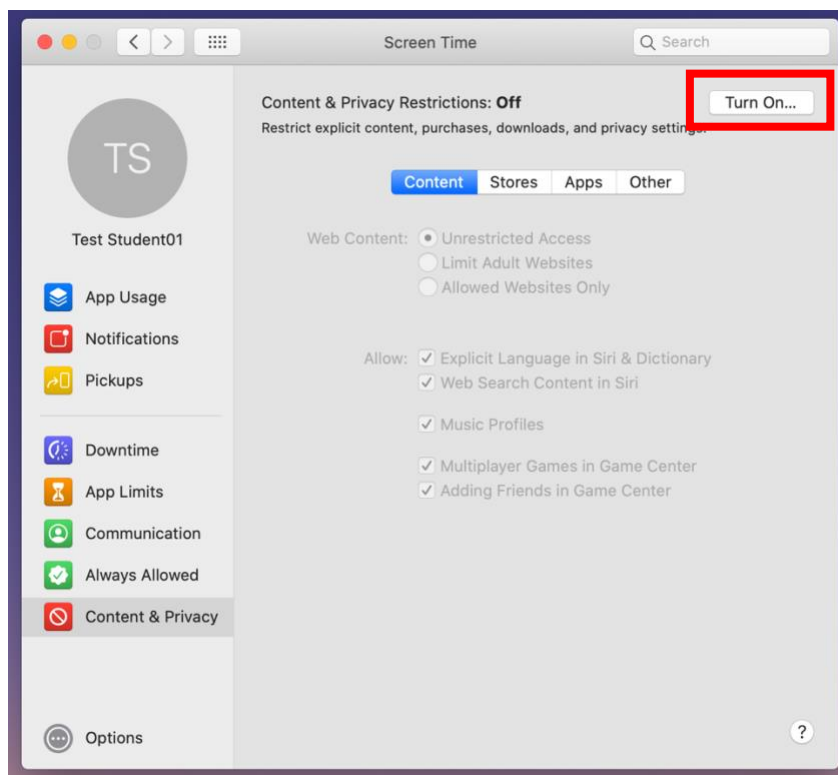 Screen Time
Search
TS
Test Student01
App Usage
Notifications
Pickups
Downtime
App Limits
Communication
Always Allowed
Content & Privacy
Options
Content & Privacy Restrictions: Off
Turn On...
Restrict explicit content, purchases, downloads, and privacy settings.
Content Stores Apps Other
Web Content: Unrestricted Access
Limit Adult Websites
Allowed Websites Only
Allow: Explicit Language in Siri & Dictionary
Web Search Content in Siri
Music Profiles
Multiplayer Games in Game Center
Adding Friends in Game Center
?